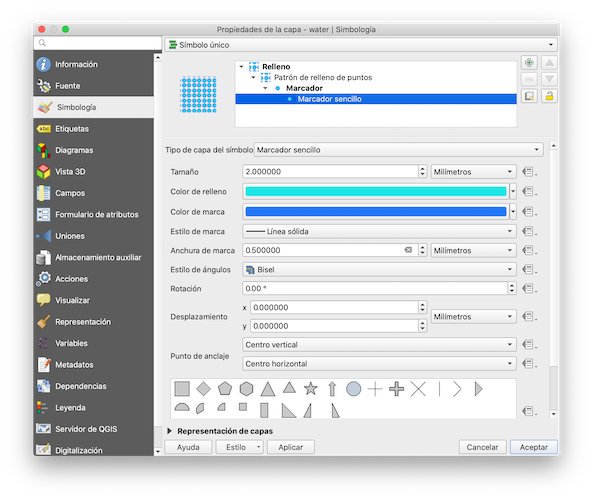 Propiedades de la capa - water | Simbología
Símbolo único
Información
Fuente
Simbología
Etiquetas
Diagramas
Vista 3D
Campos
Formulario de atributos
Uniones
Almacenamiento auxiliar
Acciones
Visualizar
Representación
Variables
Metadatos
Dependencias
Leyenda
Servidor de QGIS
Digitalización
Relleno
Patrón de relleno de puntos
Marcador
Marcador sencillo
Tipo de capa del símbolo Marcador sencillo
Tamaño 2.000000 Milímetros
Color de relleno
Color de marca
Estilo de marca Línea sólida
Anchura de marca 0.500000 Milímetros
Estilo de ángulos Bisel
Rotación 0.00 °
Desplazamiento x 0.000000 Milímetros
y 0.000000
Punto de anclaje Centro vertical
Centro horizontal
Representación de capas
Ayuda Estilo Aplicar Cancelar Aceptar